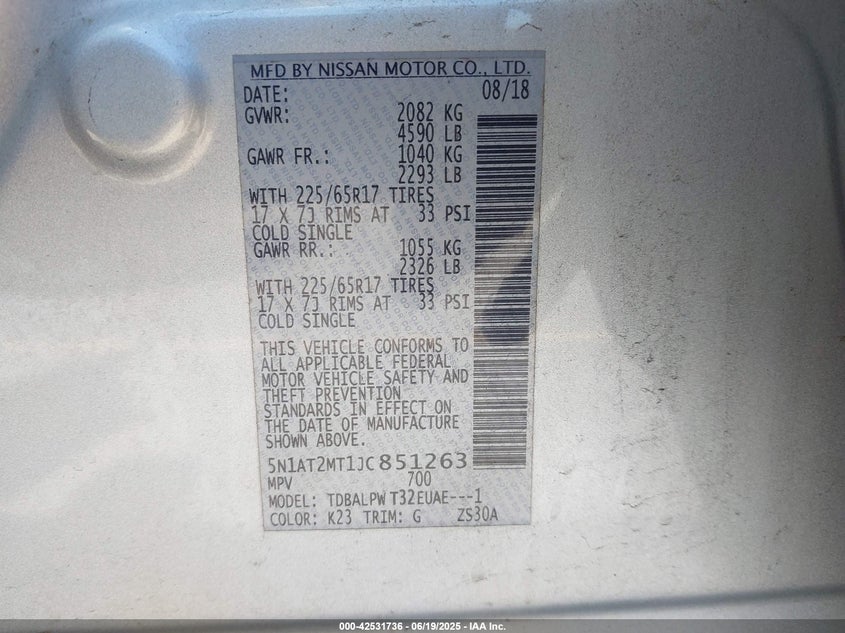 MFD BY NISSAN MOTOR CO., LTD.
DATE: 08/18
GVWR: 2082 KG
4590 LB
GAWR FR.: 1040 KG
2293 LB
WITH 225/65R17 TIRES
17 X 7J RIMS AT 33 PSI
COLD SINGLE
GAWR RR.: 1055 KG
2326 LB
WITH 225/65R17 TIRES
17 X 7J RIMS AT 33 PSI
COLD SINGLE
THIS VEHICLE CONFORMS TO
ALL APPLICABLE FEDERAL
MOTOR VEHICLE SAFETY AND
THEFT PREVENTION
STANDARDS IN EFFECT ON
THE DATE OF MANUFACTURE
SHOWN ABOVE.
5N1AT2MT1JC851263
MPV 700
MODEL: TDBALPW T32EUAE---1
COLOR: K23 TRIM: G ZS30A
000-42531736 - 06/19/2025 - IAA Inc.